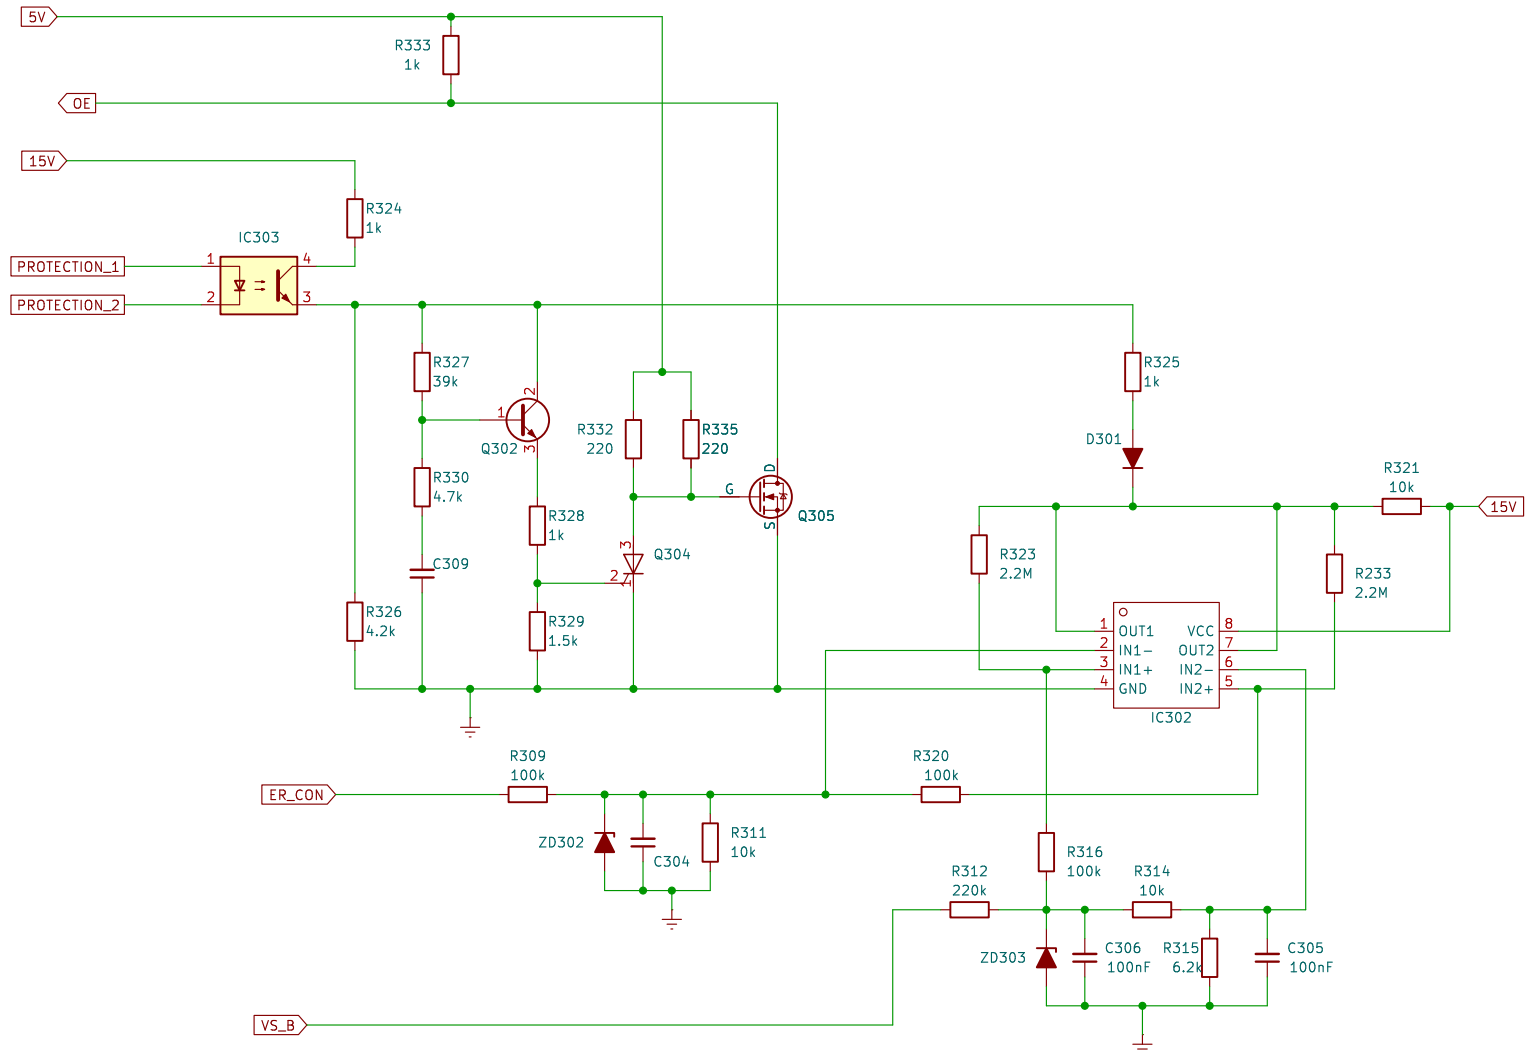 5V
R333
1k
OE
15V
R324
1k
IC303
PROTECTION_1
1
4
PROTECTION_2
2
3
R327
39k
R325
1k
2
1
Q302
3
R332
220
R335
220
D301
D
G
S
Q305
R330
4.7k
R321
10k
15V
R328
1k
C309
3
Q304
2
1
R323
2.2M
R233
2.2M
R326
4.2k
R329
1.5k
1
OUT1
VCC
8
2
IN1-
OUT2
7
3
IN1+
IN2-
6
4
GND
IN2+
5
IC302
R309
100k
R320
100k
ER_CON
ZD302
C304
R311
10k
R316
100k
R312
220k
R314
10k
ZD303
C306
100nF
R315
6.2k
C305
100nF
VS_B